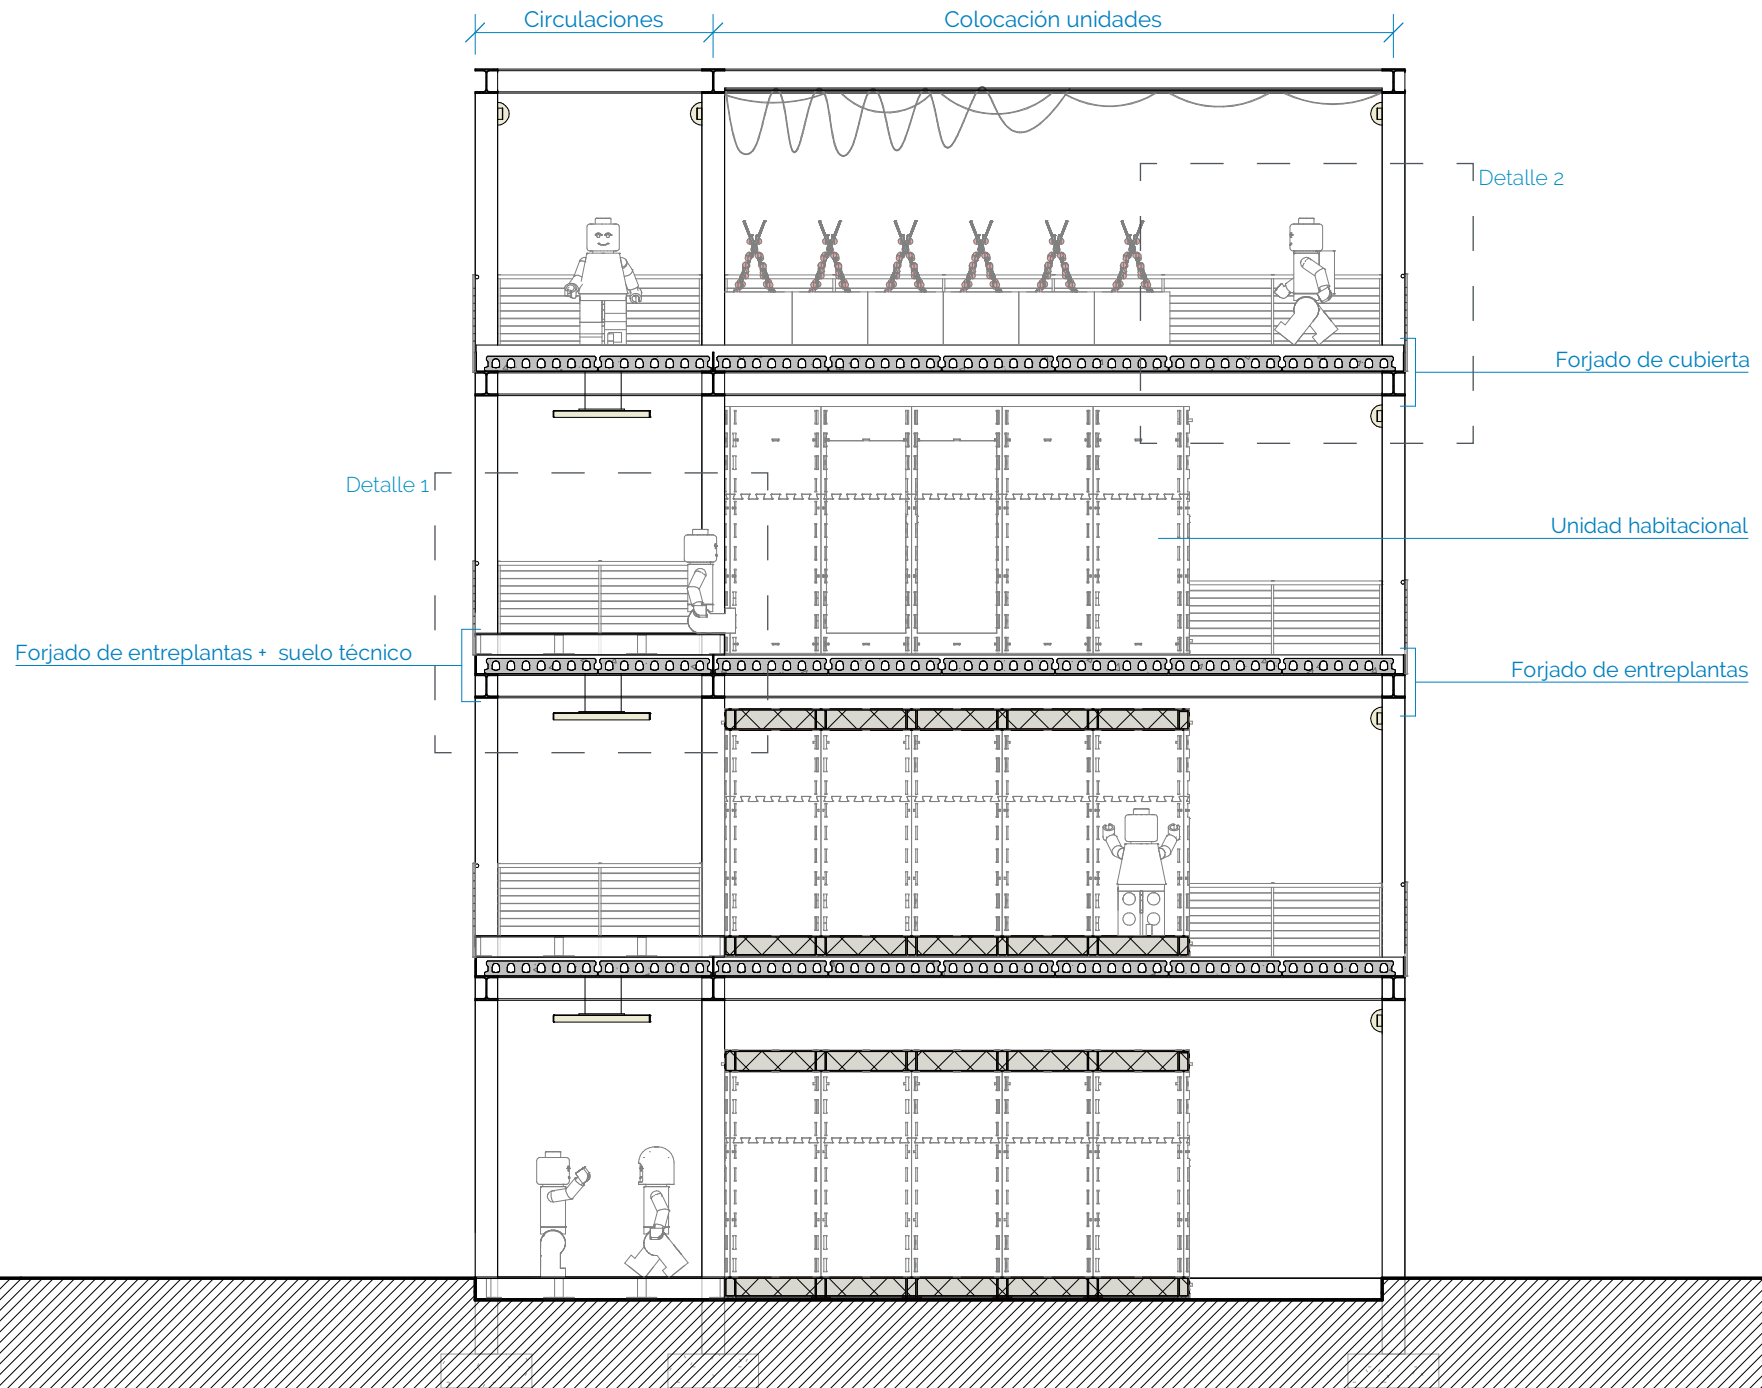 Circulaciones
Colocación unidades
Detalle 2
Forjado de cubierta
Detalle 1
Unidad habitacional
Forjado de entreplantas + suelo técnico
Forjado de entreplantas